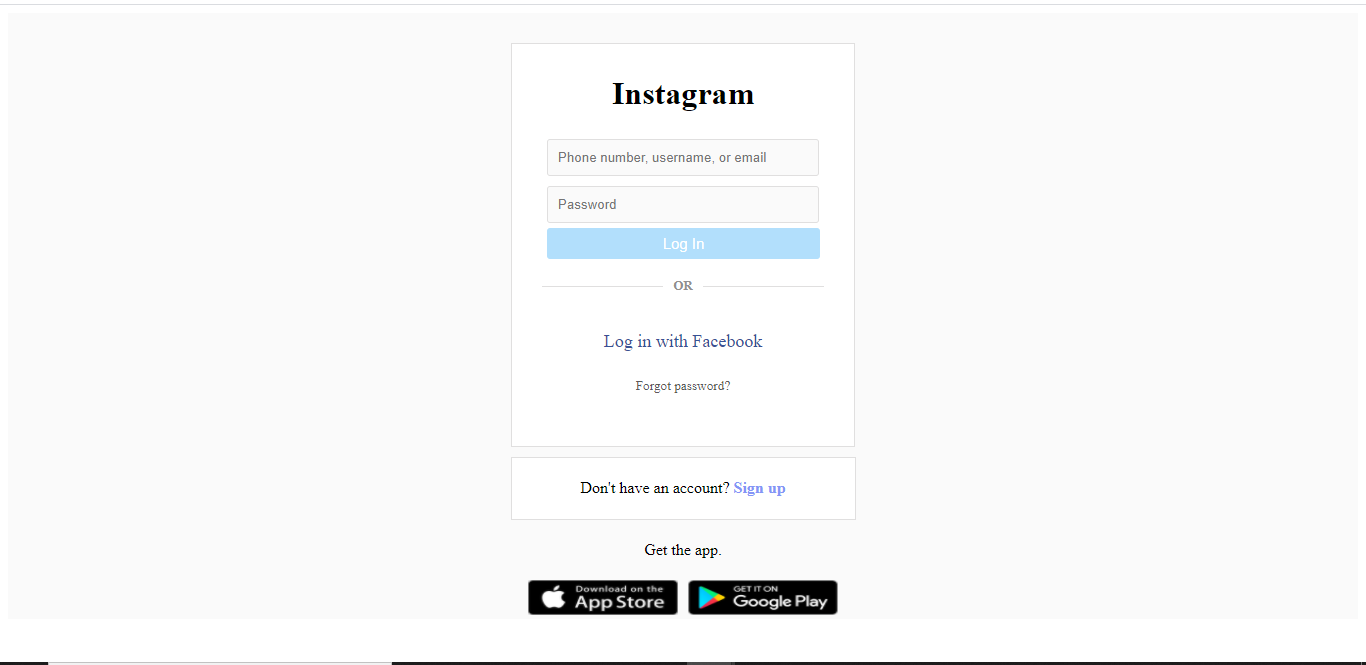 Instagram
Phone number, username, or email
Password
Log In
OR
Log in with Facebook
Forgot password?
Don't have an account? Sign up
Get the app.
Download on the
App Store
GET IT ON
Google Play